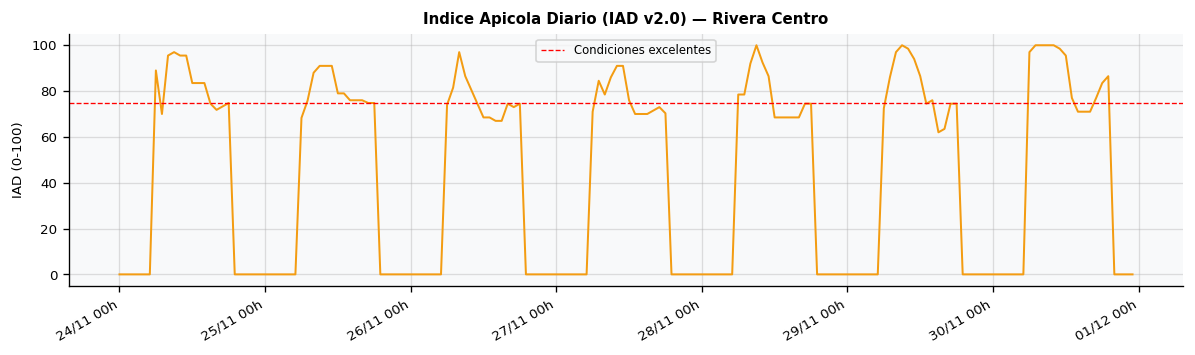 Indice Apicola Diario (IAD v2.0) — Rivera Centro
Condiciones excelentes
IAD (0-100)
100
80
60
40
20
0
24/11 00h
25/11 00h
26/11 00h
27/11 00h
28/11 00h
29/11 00h
30/11 00h
01/12 00h